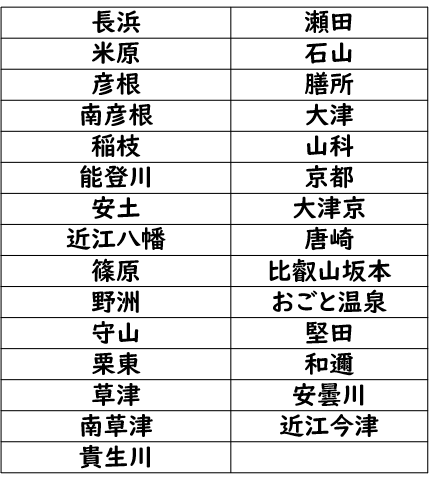 長浜 瀬田
米原 石山
彦根 膳所
南彦根 大津
稲枝 山科
能登川 京都
安土 大津京
近江八幡 唐崎
篠原 比叡山坂本
野洲 おごと温泉
守山 堅田
栗東 和邇
草津 安曇川
南草津 近江今津
貴生川